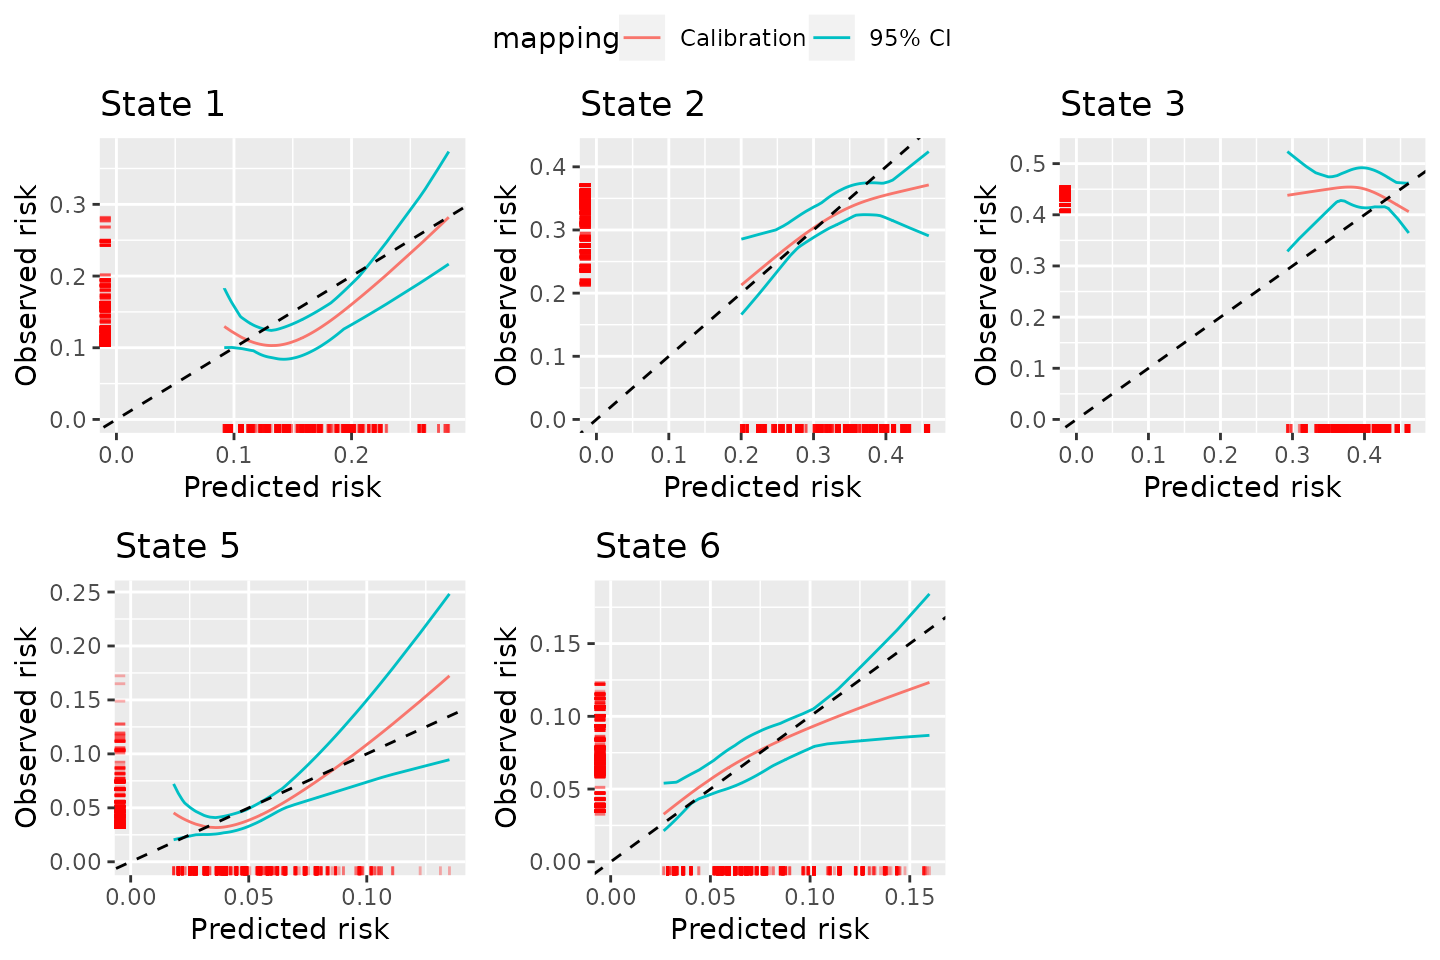 mapping Calibration 95% CI
State 1
State 2
State 3
Observed risk
0.3
0.2
0.1
0.0
0.0 0.1 0.2
Predicted risk
Observed risk
0.4
0.3
0.2
0.1
0.0
0.0 0.1 0.2 0.3 0.4
Predicted risk
Observed risk
0.5
0.4
0.3
0.2
0.1
0.0
0.0 0.1 0.2 0.3 0.4
Predicted risk
State 5
State 6
Observed risk
0.25
0.20
0.15
0.10
0.05
0.00
0.00 0.05 0.10
Predicted risk
Observed risk
0.15
0.10
0.05
0.00
0.00 0.05 0.10 0.15
Predicted risk